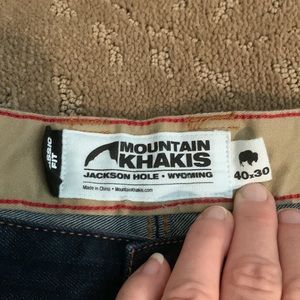 CLASSIC
FIT
MOUNTAIN
KHAKIS
JACKSON HOLE • WYOMING
Made in China • MountainKhakis.com
40x30